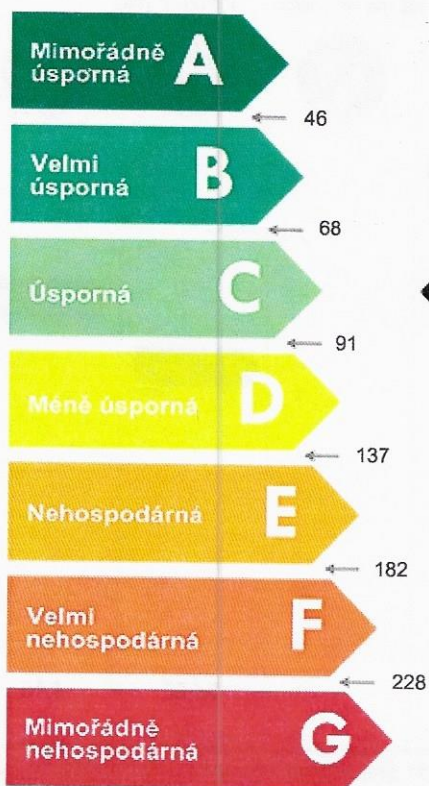 Mimořádně
úsporná
A
46
Velmi
úsporná
B
68
Úsporná
C
91
Méně úsporná
D
137
Nehospodárná
E
182
Velmi
nehospodárná
F
228
Mimořádně
nehospodárná
G